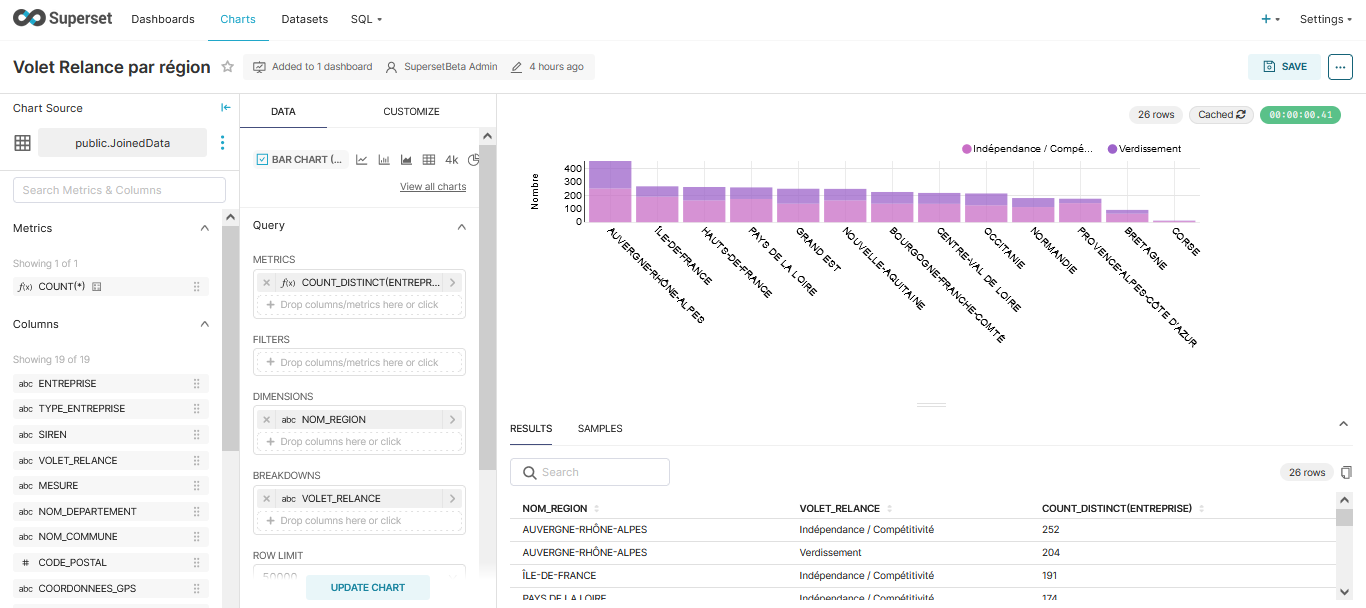 Superset Dashboards Charts Datasets SQL Settings
Volet Relance par région Added to 1 dashboard SupersetBeta Admin 4 hours ago SAVE ...
Chart Source
public.JoinedData
Search Metrics & Columns
Metrics
Showing 1 of 1
f(x) COUNT(*)
Columns
Showing 19 of 19
abc ENTREPRISE
abc TYPE_ENTREPRISE
abc SIREN
abc VOLET_RELANCE
abc MESURE
abc NOM_DEPARTEMENT
abc NOM_COMMUNE
# CODE_POSTAL
abc COORDONNEES_GPS
DATA CUSTOMIZE
BAR CHART (... 4k
View all charts
Query
METRICS
f(x) COUNT_DISTINCT(ENTREPR...
+ Drop columns/metrics here or click
FILTERS
+ Drop columns/metrics here or click
DIMENSIONS
abc NOM_REGION
+ Drop columns here or click
BREAKDOWNS
abc VOLET_RELANCE
+ Drop columns here or click
ROW LIMIT
50000
UPDATE CHART
26 rows Cached 00:00:00.41
Indépendance / Compé... Verdissement
Nombre
400
300
200
100
0
AUVERGNE-RHÔNE-ALPES
ÎLE-DE-FRANCE
HAUTS-DE-FRANCE
PAYS DE LA LOIRE
GRAND EST
NOUVELLE-AQUITAINE
BOURGOGNE-FRANCHE-COMTÉ
CENTRE-VAL DE LOIRE
OCCITANIE
NORMANDIE
PROVENCE-ALPES-CÔTE D'AZUR
BRETAGNE
CORSE
RESULTS SAMPLES
Search 26 rows
NOM_REGION VOLET_RELANCE COUNT_DISTINCT(ENTREPRISE)
AUVERGNE-RHÔNE-ALPES Indépendance / Compétitivité 252
AUVERGNE-RHÔNE-ALPES Verdissement 204
ÎLE-DE-FRANCE Indépendance / Compétitivité 191
PAYS DE LA LOIRE Indépendance / Compétitivité 174